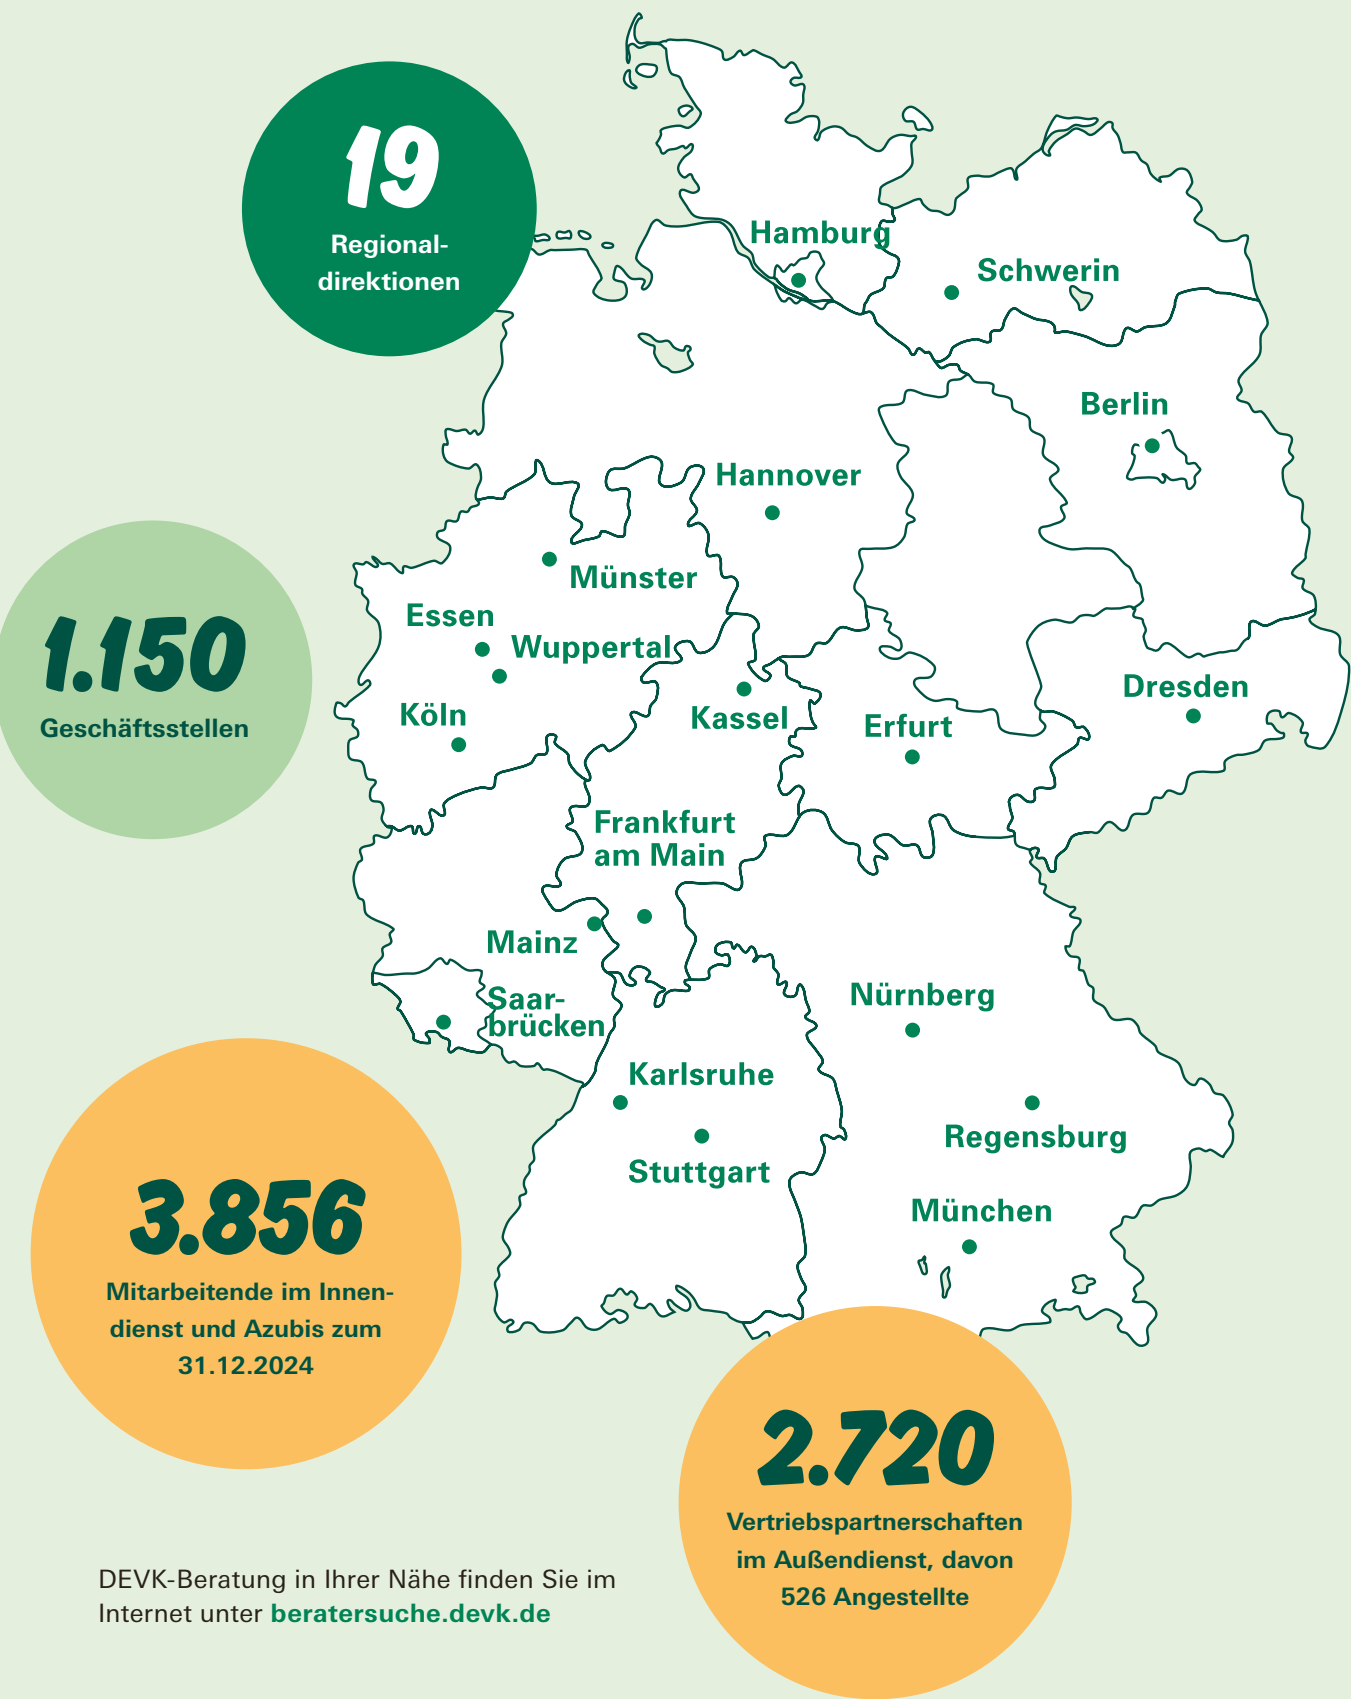 19
Regional-
direktionen
Hamburg
Schwerin
Berlin
Hannover
Münster
Essen
Wuppertal
Köln
Kassel
Erfurt
Dresden
1.150
Geschäftsstellen
Frankfurt
am Main
Mainz
Saar-
brücken
Nürnberg
Karlsruhe
Stuttgart
Regensburg
München
3.856
Mitarbeitende im Innen-
dienst und Azubis zum
31.12.2024
2.720
Vertriebspartnerschaften
im Außendienst, davon
526 Angestellte
DEVK-Beratung in Ihrer Nähe finden Sie im
Internet unter beratersuche.devk.de